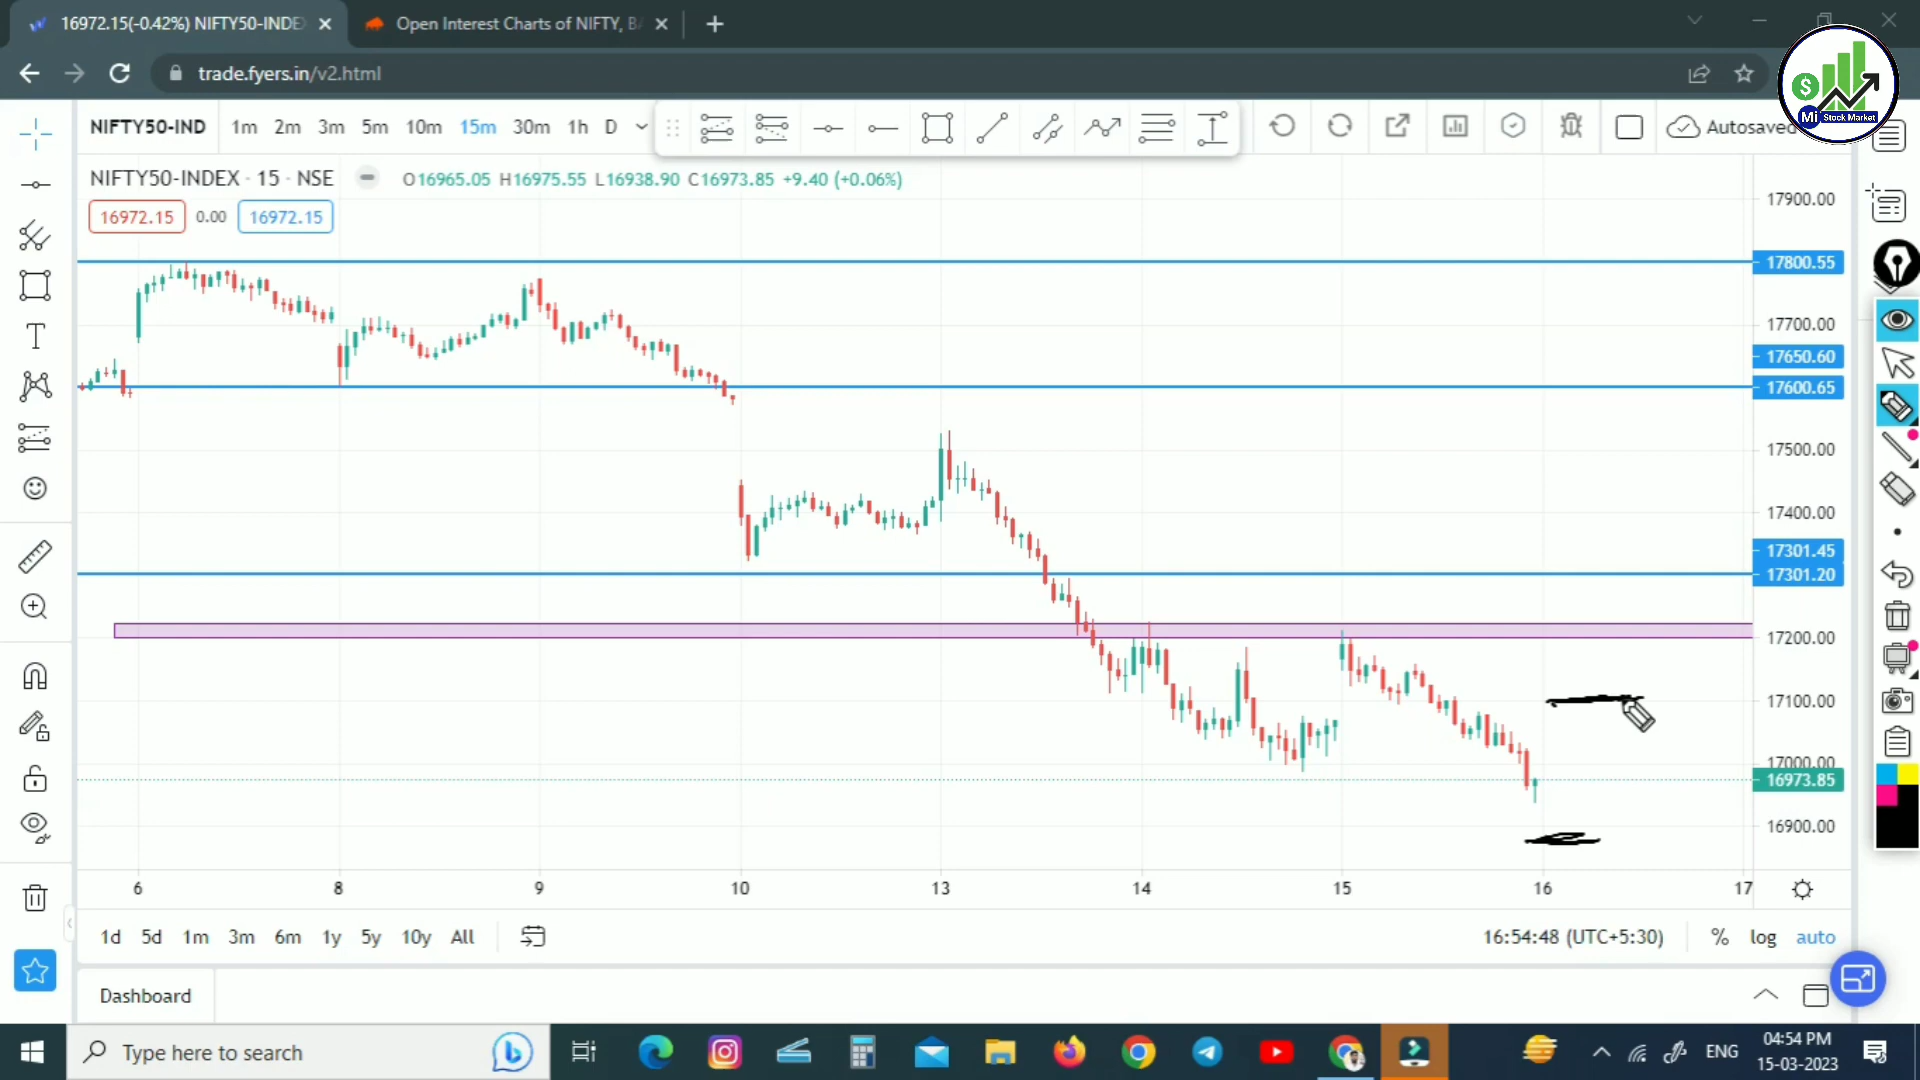 16972.15(-0.42%) NIFTY50-INDE
Open Interest Charts of NIFTY, B
trade.fyers.in/v2.html
$
Mi Stock Market
NIFTY50-IND 1m 2m 3m 5m 10m 15m 30m 1h D
Autosaved
NIFTY50-INDEX · 15 · NSE O16965.05 H16975.55 L16938.90 C16973.85 +9.40 (+0.06%)
16972.15 0.00 16972.15
17900.00
17800.55
17700.00
17650.60
17600.65
17500.00
17400.00
17301.45
17301.20
17200.00
17100.00
17000.00
16973.85
16900.00
6 8 9 10 13 14 15 16 17
1d 5d 1m 3m 6m 1y 5y 10y All
16:54:48 (UTC+5:30) % log auto
Dashboard
Type here to search
ENG
04:54 PM
15-03-2023